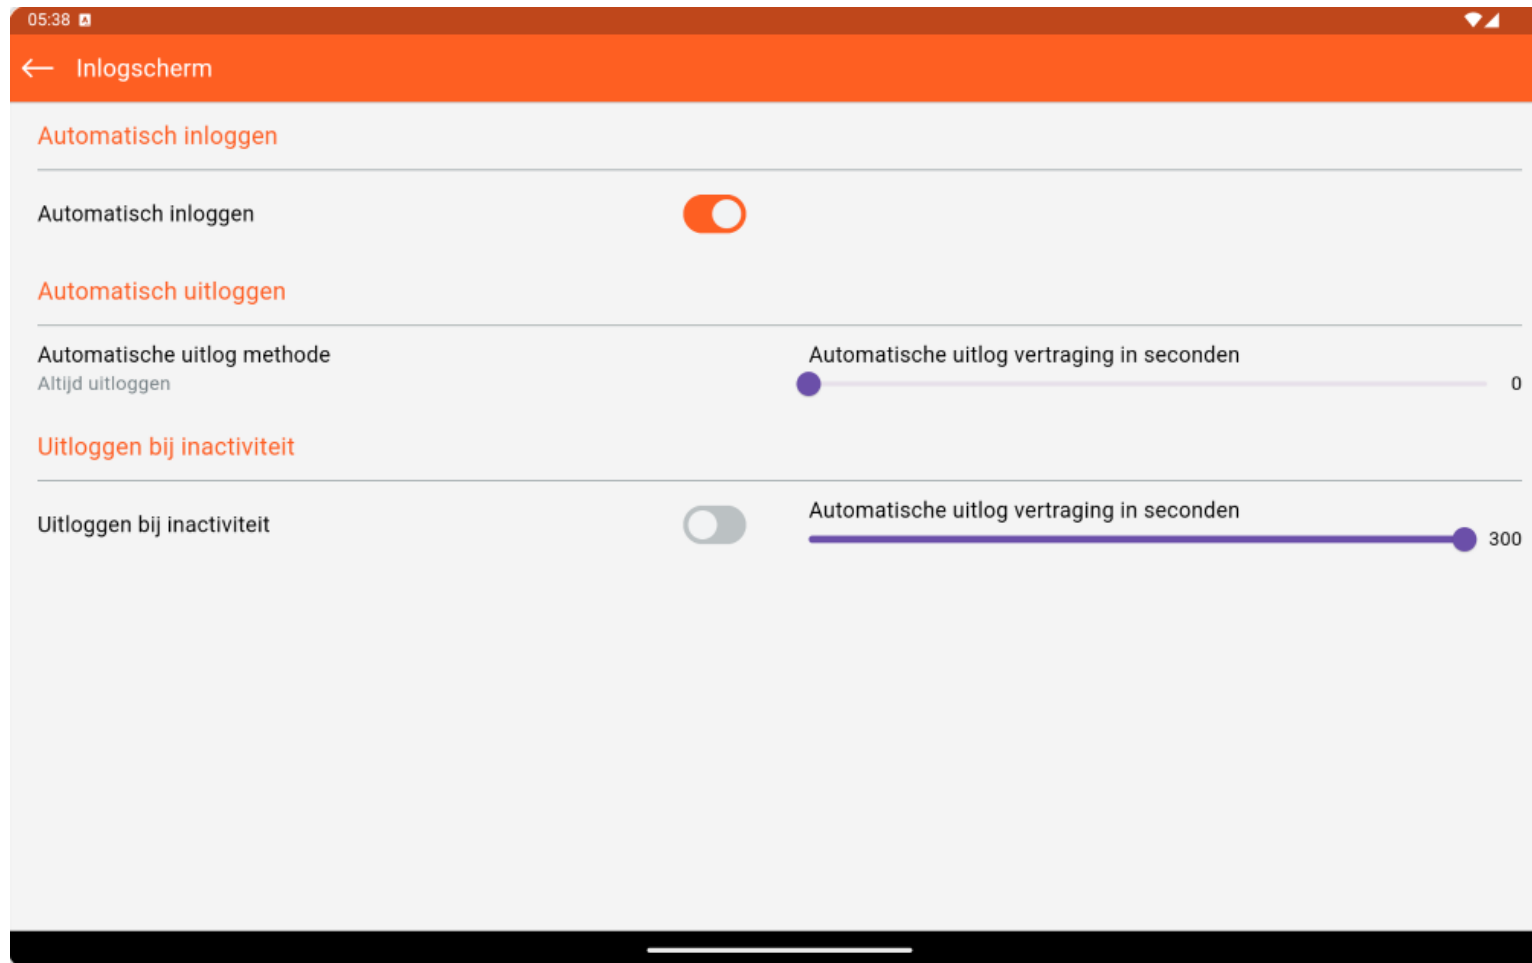 05:38
Inlogscherm
Automatisch inloggen
Automatisch inloggen
Automatisch uitloggen
Automatische uitlog methode
Altijd uitloggen
Automatische uitlog vertraging in seconden
0
Uitloggen bij inactiviteit
Uitloggen bij inactiviteit
Automatische uitlog vertraging in seconden
300